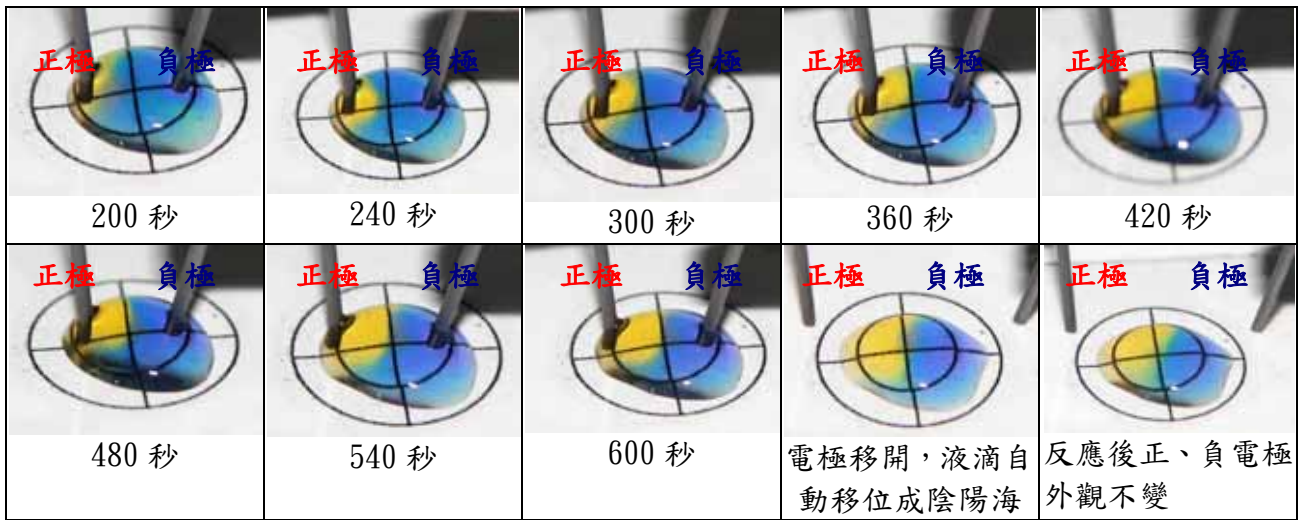 正極 負極
正極 負極
正極 負極
正極 負極
正極 負極
200 秒
240 秒
300 秒
360 秒
420 秒
正極 負極
正極 負極
正極 負極
正極 負極
正極 負極
480 秒
540 秒
600 秒
電極移開，液滴自
動移位成陰陽海
反應後正、負電極
外觀不變